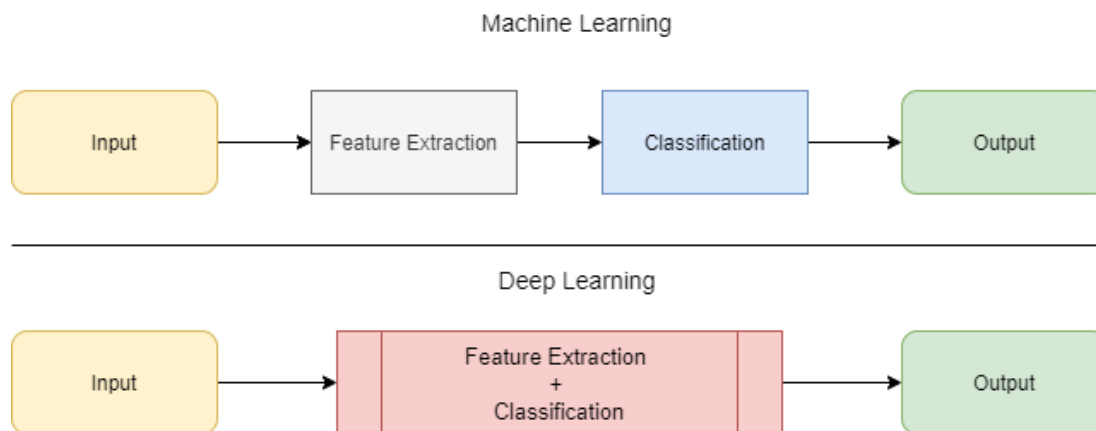 Machine Learning
Input
Feature Extraction
Classification
Output
Deep Learning
Input
Feature Extraction
+
Classification
Output